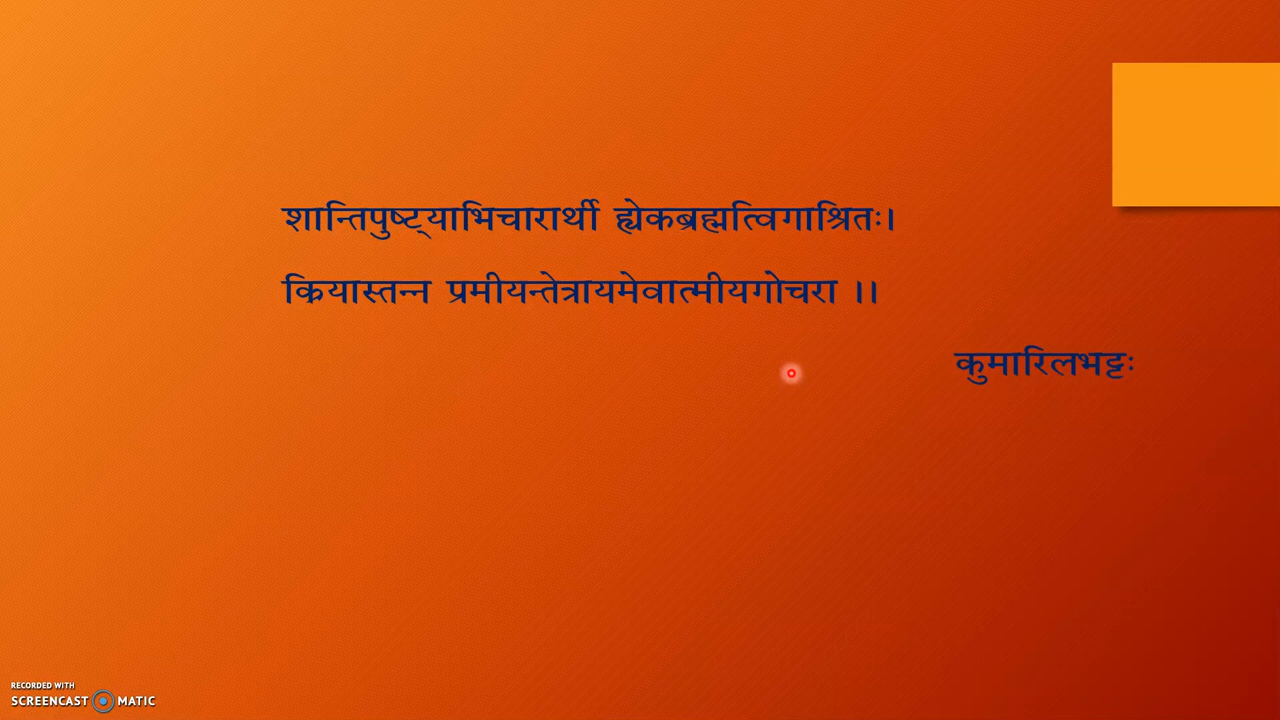 शान्तिपुष्ट्याभिचारार्थी ह्येकब्रह्मत्विगाश्रितः।
क्रियास्तन्न प्रमीयन्तेत्रायमेवात्मीयगोचरा ।।
कुमारिलभट्टः
RECORDED WITH
SCREENCAST MATIC